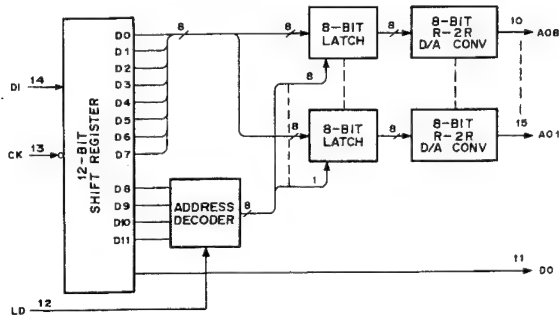 DI 14
CK 13
LD 12
12-BIT
SHIFT REGISTER
D0
D1
D2
D3
D4
D5
D6
D7
D8
D9
D10
D11
ADDRESS
DECODER
8
8
8
8
8
1
8-BIT
LATCH
8
8-BIT
R-2R
D/A CONV
10 AO8
8-BIT
LATCH
8
8-BIT
R-2R
D/A CONV
15 AO1
11 DO